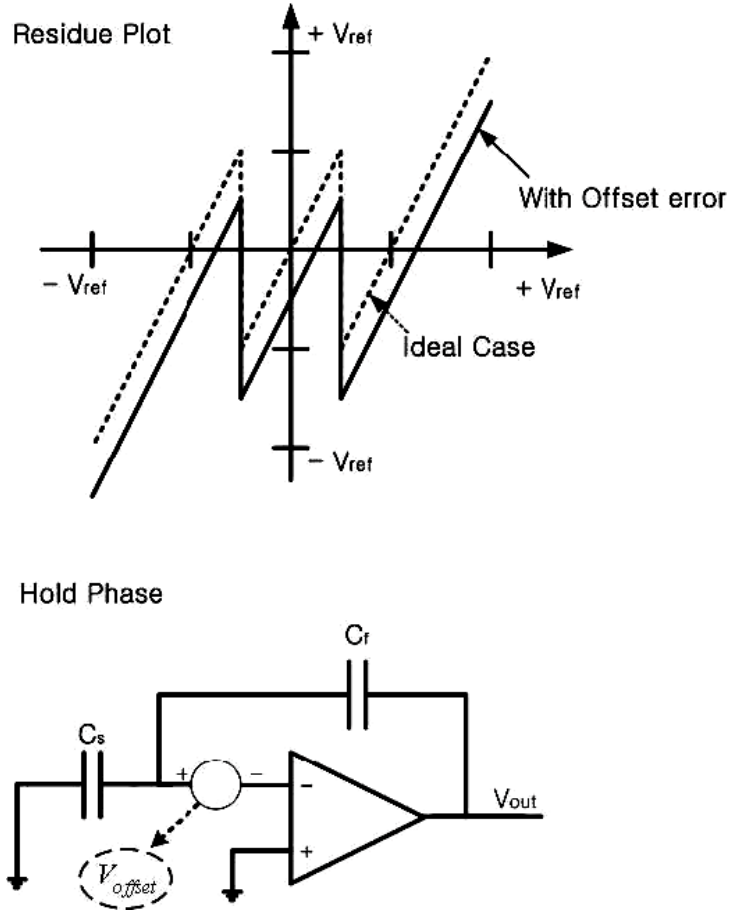 Residue Plot
+ Vref
With Offset error
- Vref
+ Vref
Ideal Case
- Vref
Hold Phase
Cf
Cs
+
-
-
Vout
+
Voffset